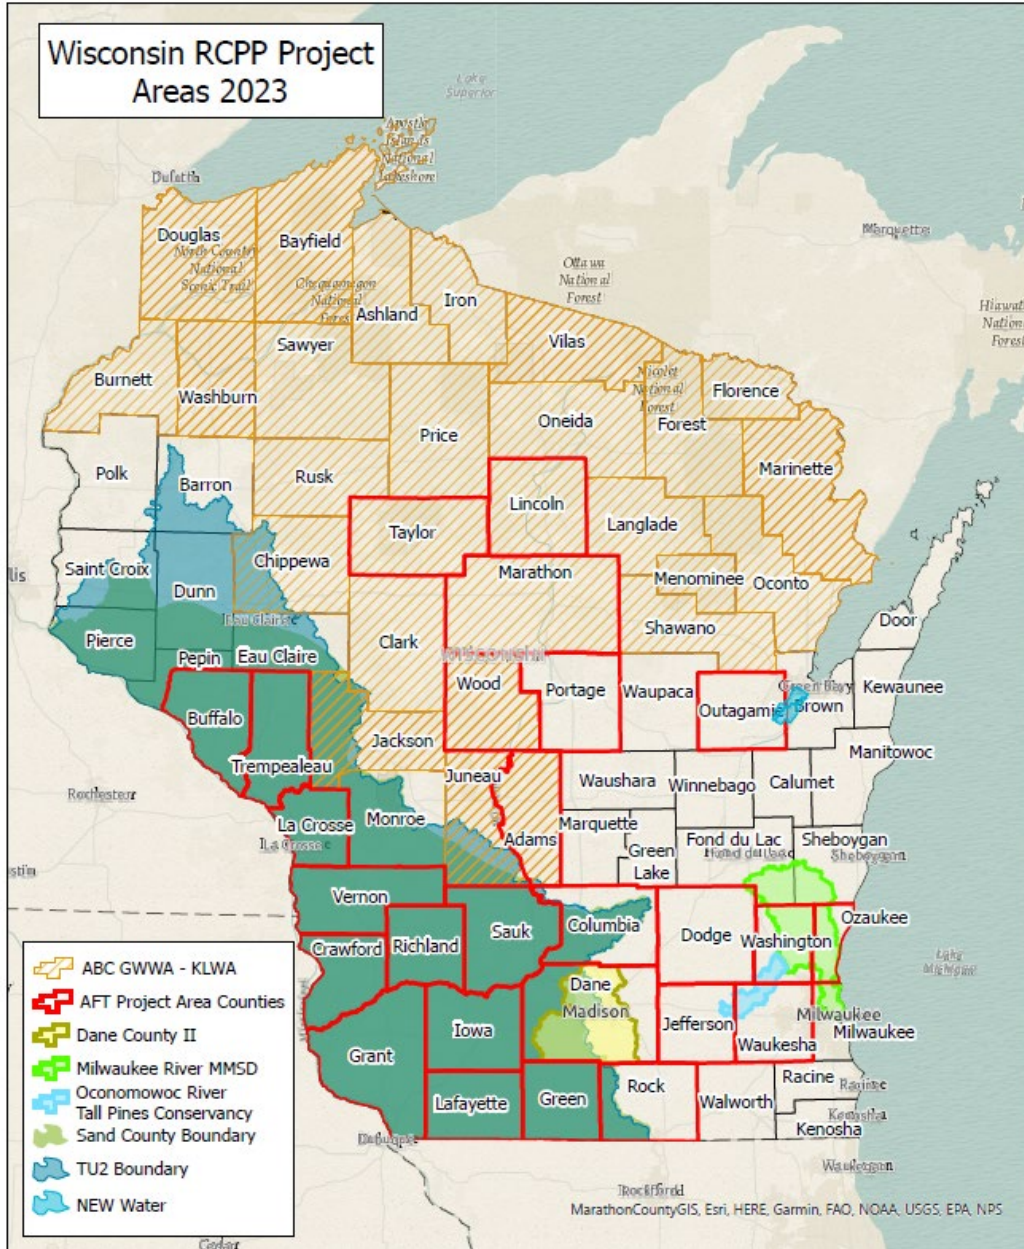 Wisconsin RCPP Project
Areas 2023
Lake
Superior
Apostle
Islands
National
Lakeshore
Duluth
Douglas
North Country
National
Scenic Trail
Bayfield
Chequamegon
National
Forest
Ashland
Iron
Ottawa
National
Forest
Marquette
Hiawat
Nation
Forest
Vilas
Sawyer
Burnett
Washburn
Nicolet
National
Forest
Florence
Oneida
Forest
Price
Polk
Barron
Rusk
Marinette
Lincoln
Taylor
Langlade
Chippewa
Marathon
Saint Croix
Dunn
Menominee
Oconto
Eau Claire
Door
Pierce
Clark
Shawano
Pepin
Eau Claire
Wisconsin
Wood
Portage
Waupaca
Green Bay
Kewaunee
Outagamie
Brown
Buffalo
Jackson
Manitowoc
Trempealeau
Juneau
Waushara
Winnebago
Calumet
Rochester
La Crosse
Monroe
Marquette
Adams
La Crosse
Green
Lake
Fond du Lac
Fond du Lac
Sheboygan
Sheboygan
Vernon
Columbia
Dodge
Ozaukee
Washington
Crawford
Richland
Sauk
Lake
Michigan
Dane
Madison
Jefferson
Milwaukee
Milwaukee
Waukesha
Iowa
Grant
Racine
Racine
Rock
Walworth
Lafayette
Green
Kenosha
Kenosha
Dubuque
Waukegan
Rockford
ABC GWWA - KLWA
AFT Project Area Counties
Dane County II
Milwaukee River MMSD
Oconomowoc River
Tall Pines Conservancy
Sand County Boundary
TU2 Boundary
NEW Water
MarathonCountyGIS, Esri, HERE, Garmin, FAO, NOAA, USGS, EPA, NPS